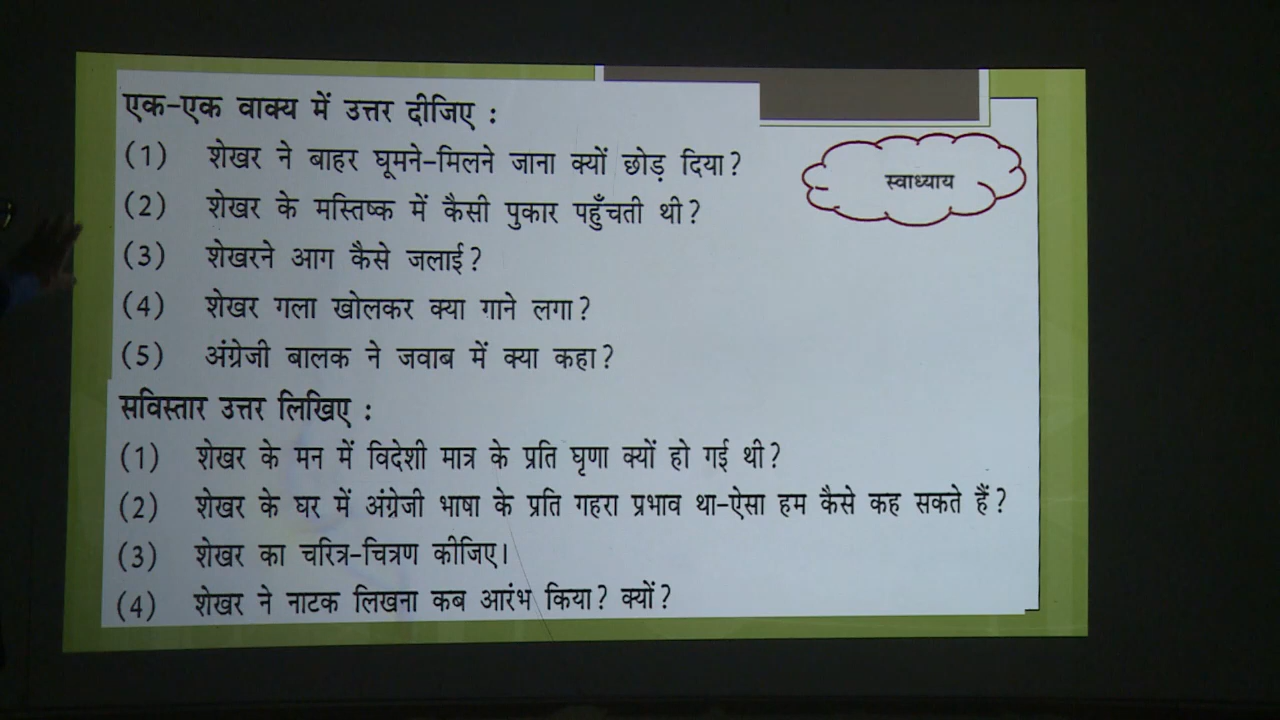 एक-एक वाक्य में उत्तर दीजिए :
(1) शेखर ने बाहर घूमने-मिलने जाना क्यों छोड़ दिया?
स्वाध्याय
(2) शेखर के मस्तिष्क में कैसी पुकार पहुँचती थी?
(3) शेखरने आग कैसे जलाई?
(4) शेखर गला खोलकर क्या गाने लगा?
(5) अंग्रेजी बालक ने जवाब में क्या कहा?
सविस्तार उत्तर लिखिए :
(1) शेखर के मन में विदेशी मात्र के प्रति घृणा क्यों हो गई थी?
(2) शेखर के घर में अंग्रेजी भाषा के प्रति गहरा प्रभाव था-ऐसा हम कैसे कह सकते हैं?
(3) शेखर का चरित्र-चित्रण कीजिए।
(4) शेखर ने नाटक लिखना कब आरंभ किया? क्यों?